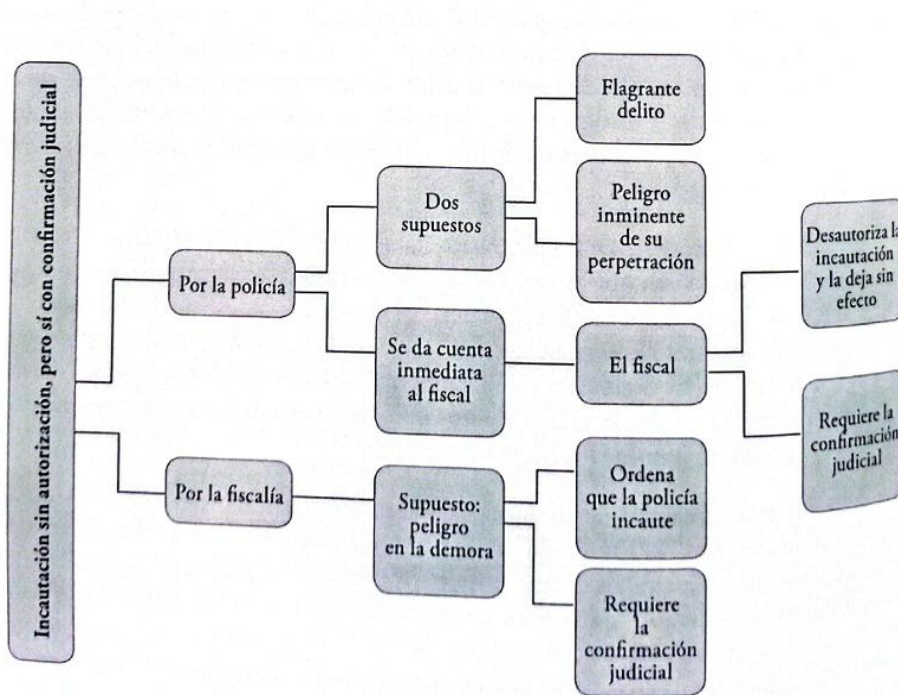 Incautación sin autorización, pero sí con confirmación judicial
Por la policía
Dos
supuestos
Flagrante
delito
Peligro
inminente
de su
perpetración
Se da cuenta
inmediata
al fiscal
El fiscal
Desautoriza la
incautación
y la deja sin
efecto
Requiere la
confirmación
judicial
Por la fiscalía
Supuesto:
peligro
en la demora
Ordena
que la policía
incaute
Requiere
la
confirmación
judicial